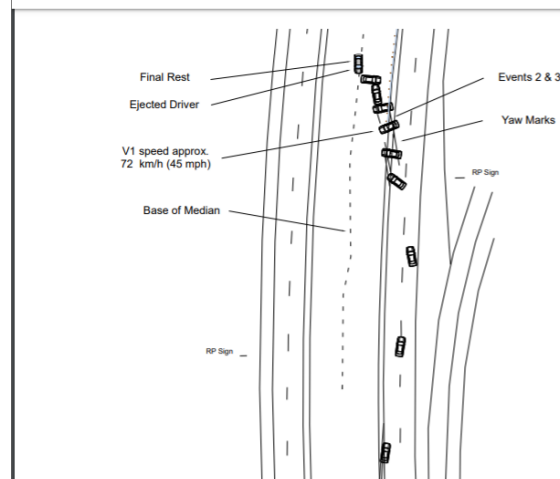 Final Rest
Ejected Driver
Events 2 & 3
Yaw Marks
V1 speed approx.
72 km/h (45 mph)
RP Sign
Base of Median
RP Sign